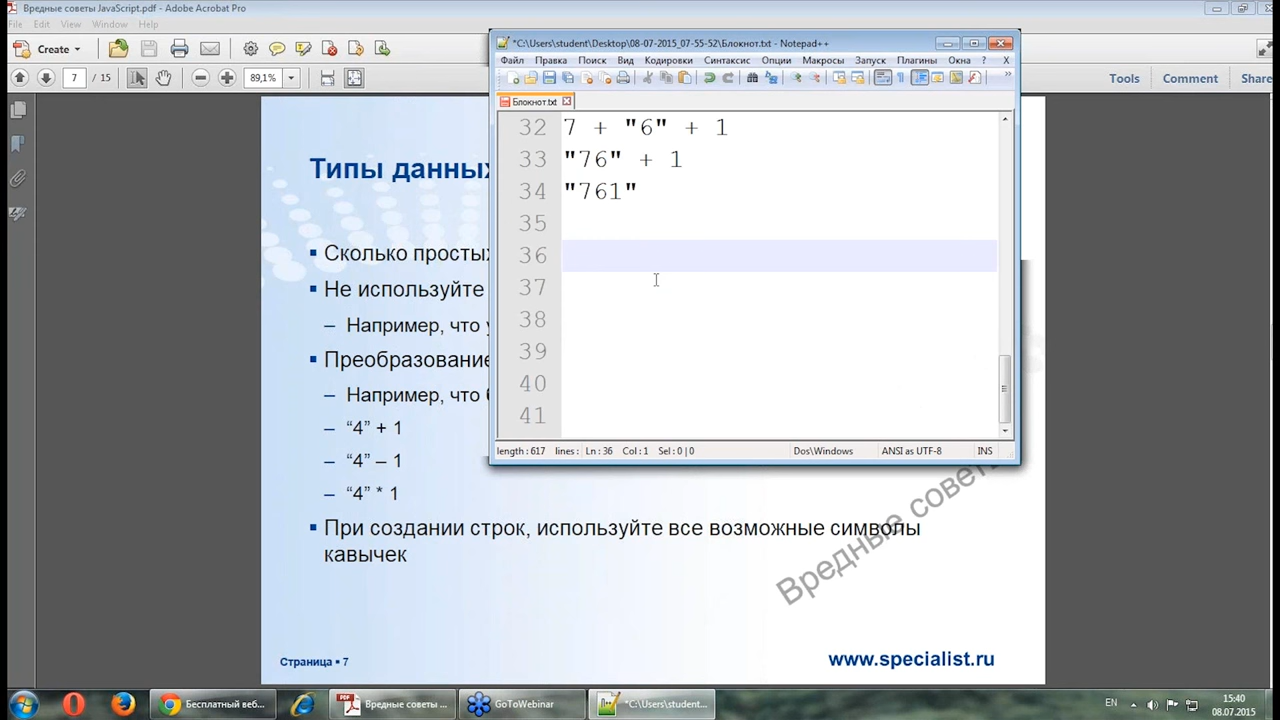 Вредные советы JavaScript.pdf - Adobe Acrobat Pro
File Edit View Window Help
Create
7 / 15
89,1%
Tools Comment Share
*C:\Users\student\Desktop\08-07-2015_07-55-52\Блокнот.txt - Notepad++
Файл Правка Поиск Вид Кодировки Синтаксис Опции Макросы Запуск Плагины Окна ? X
Блокнот.txt
32 7 + "6" + 1
33 "76" + 1
34 "761"
35
36
37
38
39
40
41
length : 617 lines : Ln : 36 Col : 1 Sel : 0 | 0 Dos\Windows ANSI as UTF-8 INS
Типы данных
Сколько простых
Не используйте
– Например, что
Преобразование
– Например, что
– “4” + 1
– “4” – 1
– “4” * 1
При создании строк, используйте все возможные символы
кавычек
Вредные совет
Страница ▪ 7
www.specialist.ru
Бесплатный веб...
Вредные советы ...
GoToWebinar
*C:\Users\student...
EN
15:40
08.07.2015